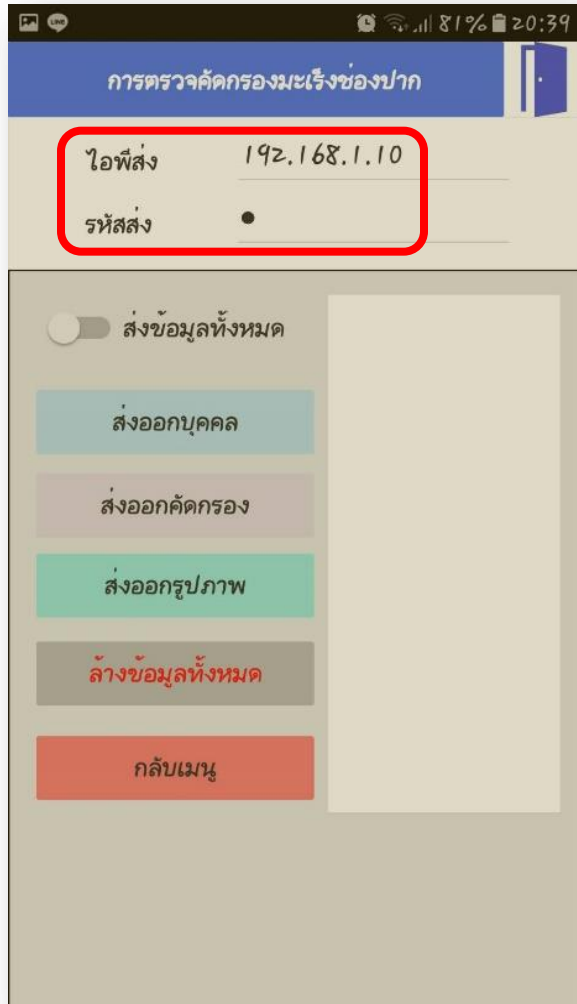 LINE 81% 20:39
การตรวจคัดกรองมะเร็งช่องปาก
ไอพีส่ง 192.168.1.10
รหัสส่ง ●
ส่งข้อมูลทั้งหมด
ส่งออกบุคคล
ส่งออกคัดกรอง
ส่งออกรูปภาพ
ล้างข้อมูลทั้งหมด
กลับเมนู